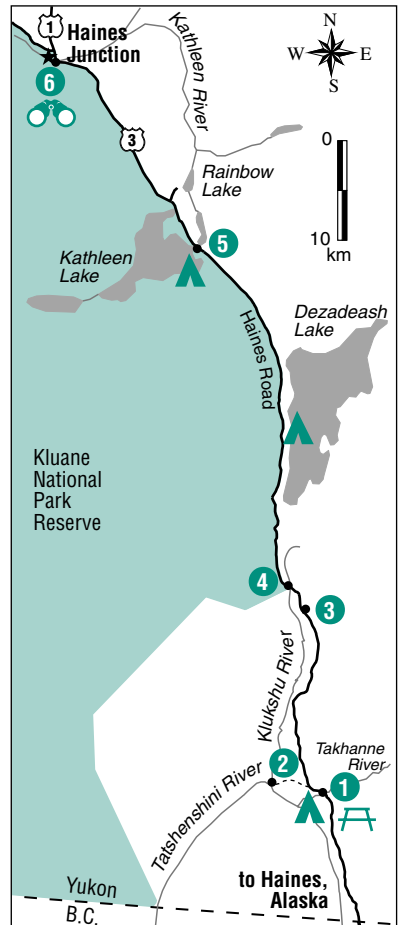 1
Haines
Junction
6
Kathleen River
N
W
E
S
3
0
10
km
Rainbow
Lake
5
Kathleen
Lake
Dezadeash
Lake
Haines Road
Kluane
National
Park
Reserve
4
3
Klukshu River
Takhanne
River
2
1
Tatshenshini River
to Haines,
Alaska
Yukon
B.C.